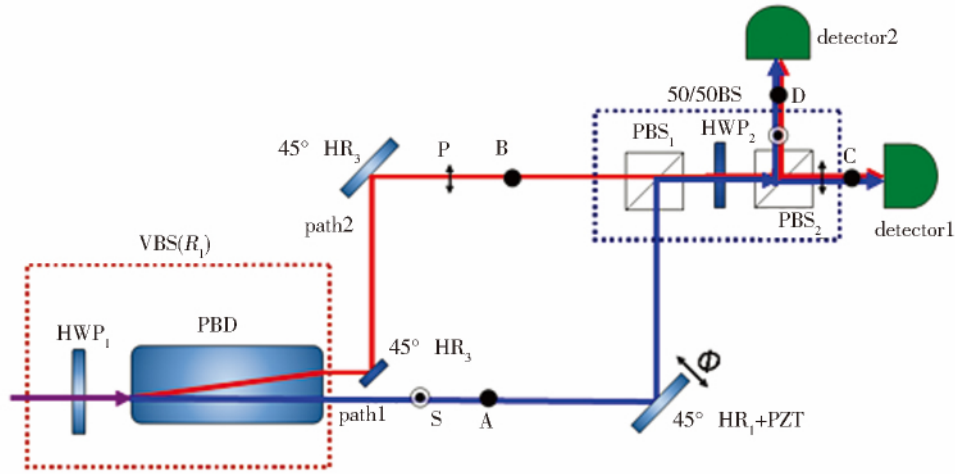 detector2
50/50BS
D
PBS₁
HWP₂
45° HR₃
P
B
C
path2
PBS₂
detector1
VBS(R₁)
HWP₁
PBD
45° HR₃
Φ
path1
S
A
45° HR₁+PZT